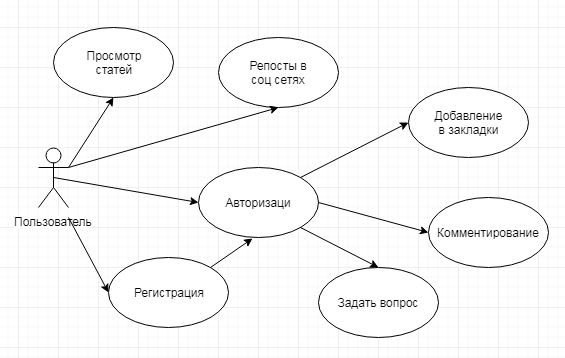 Просмотр
статей
Репосты в
соц сетях
Добавление
в закладки
Пользователь
Авторизаци
Комментирование
Регистрация
Задать вопрос